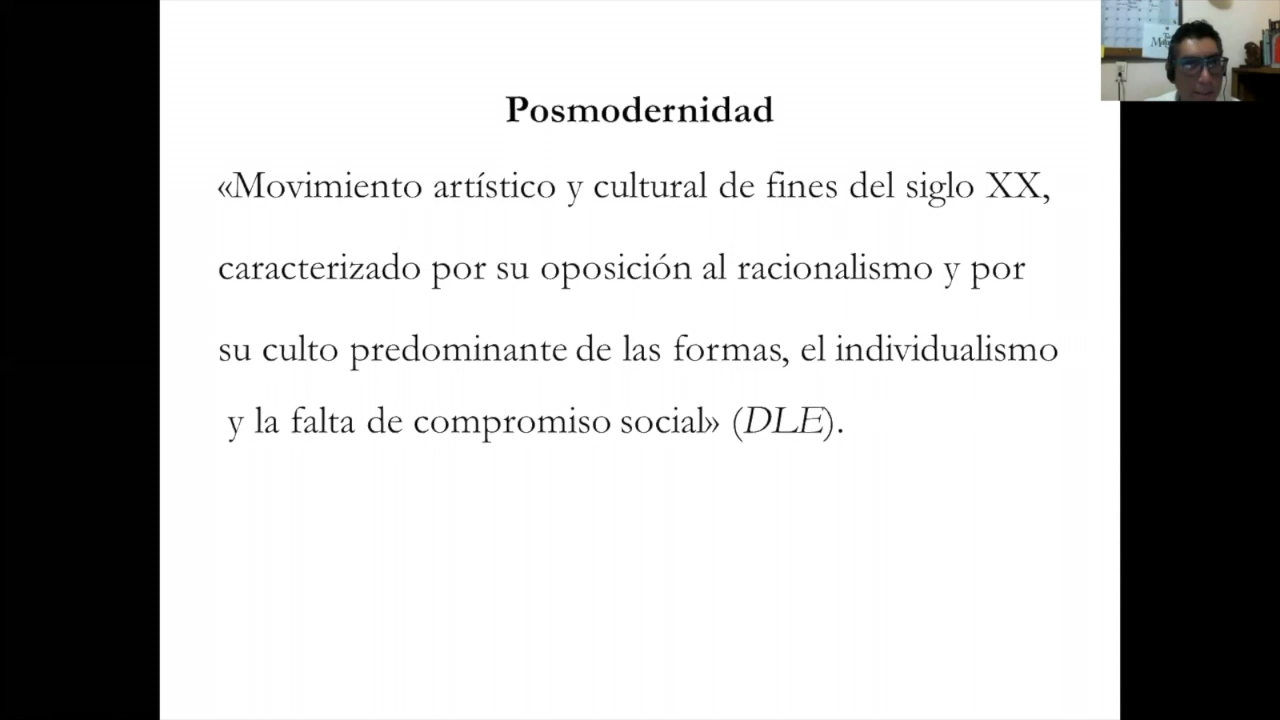 Posmodernidad
«Movimiento artístico y cultural de fines del siglo XX,
caracterizado por su oposición al racionalismo y por
su culto predominante de las formas, el individualismo
y la falta de compromiso social» (DLE).